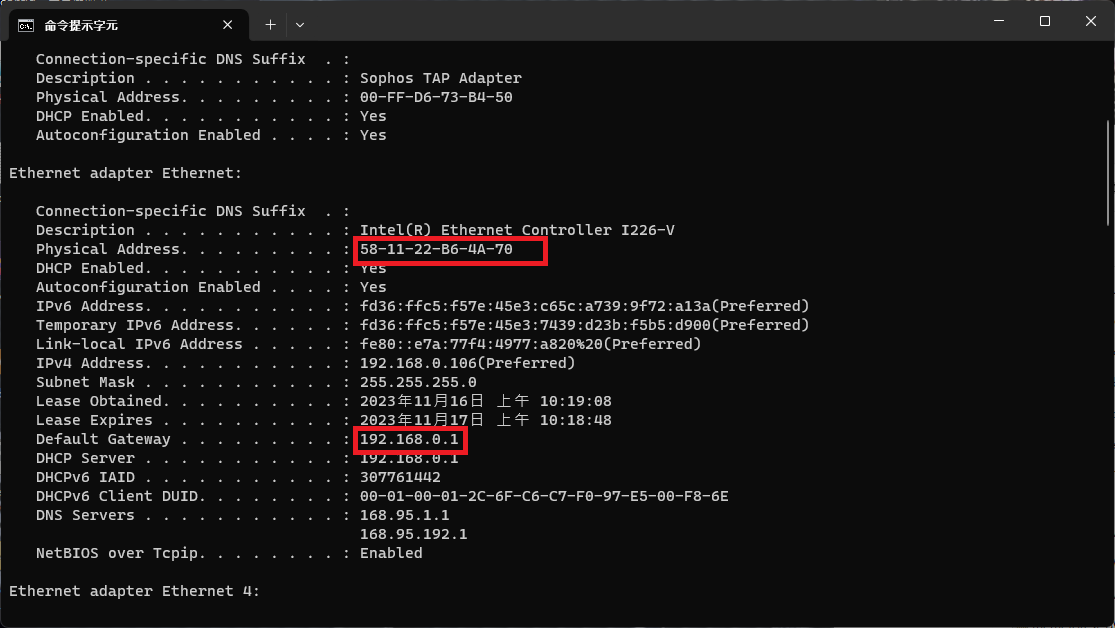 命令提示字元
Connection-specific DNS Suffix  . :
Description . . . . . . . . . . . : Sophos TAP Adapter
Physical Address. . . . . . . . . : 00-FF-D6-73-B4-50
DHCP Enabled. . . . . . . . . . . : Yes
Autoconfiguration Enabled . . . . : Yes
Ethernet adapter Ethernet:
Connection-specific DNS Suffix  . :
Description . . . . . . . . . . . : Intel(R) Ethernet Controller I226-V
Physical Address. . . . . . . . . : 58-11-22-B6-4A-70
DHCP Enabled. . . . . . . . . . . : Yes
Autoconfiguration Enabled . . . . : Yes
IPv6 Address. . . . . . . . . . . : fd36:ffc5:f57e:45e3:c65c:a739:9f72:a13a(Preferred)
Temporary IPv6 Address. . . . . . : fd36:ffc5:f57e:45e3:7439:d23b:f5b5:d900(Preferred)
Link-local IPv6 Address . . . . . : fe80::e7a:77f4:4977:a820%20(Preferred)
IPv4 Address. . . . . . . . . . . : 192.168.0.106(Preferred)
Subnet Mask . . . . . . . . . . . : 255.255.255.0
Lease Obtained. . . . . . . . . . : 2023年11月16日 上午 10:19:08
Lease Expires . . . . . . . . . . : 2023年11月17日 上午 10:18:48
Default Gateway . . . . . . . . . : 192.168.0.1
DHCP Server . . . . . . . . . . . : 192.168.0.1
DHCPv6 IAID . . . . . . . . . . . : 307761442
DHCPv6 Client DUID. . . . . . . . : 00-01-00-01-2C-6F-C6-C7-F0-97-E5-00-F8-6E
DNS Servers . . . . . . . . . . . : 168.95.1.1
168.95.192.1
NetBIOS over Tcpip. . . . . . . . : Enabled
Ethernet adapter Ethernet 4: